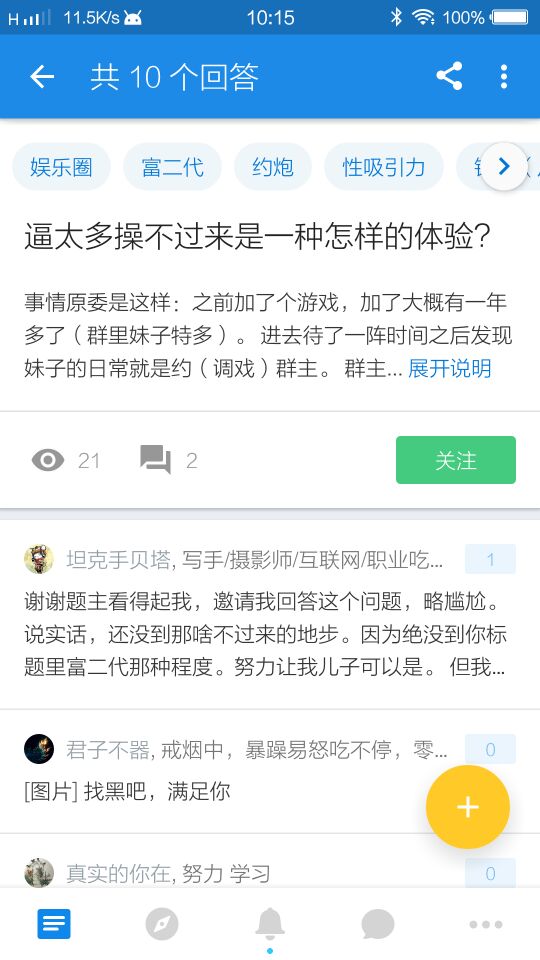 H 11.5K/s 10:15 100%
共 10 个回答
娱乐圈 富二代 约炮 性吸引力
逼太多操不过来是一种怎样的体验？
事情原委是这样：之前加了个游戏，加了大概有一年
多了（群里妹子特多）。进去待了一阵时间之后发现
妹子的日常就是约（调戏）群主。群主... 展开说明
21 2 关注
坦克手贝塔, 写手/摄影师/互联网/职业吃... 1
谢谢题主看得起我，邀请我回答这个问题，略尴尬。
说实话，还没到那啥不过来的地步。因为绝没到你标
题里富二代那种程度。努力让我儿子可以是。但我...
君子不器, 戒烟中，暴躁易怒吃不停，零... 0
[图片] 找黑吧，满足你
真实的你在, 努力 学习 0